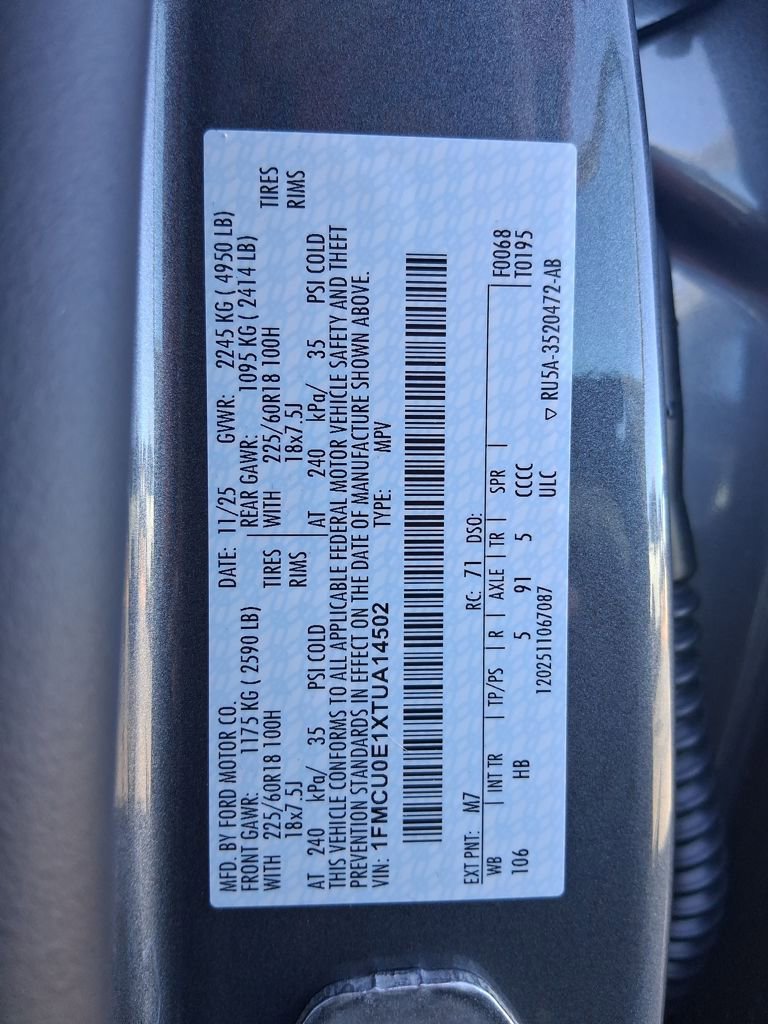 MFD. BY FORD MOTOR CO. DATE: 11/25 GVWR: 2245 KG ( 4950 LB)
FRONT GAWR: 1175 KG ( 2590 LB) REAR GAWR: 1095 KG ( 2414 LB)
WITH 225/60R18 100H TIRES WITH 225/60R18 100H TIRES
18x7.5J RIMS 18x7.5J RIMS
AT 240 kPa/ 35 PSI COLD AT 240 kPa/ 35 PSI COLD
THIS VEHICLE CONFORMS TO ALL APPLICABLE FEDERAL MOTOR VEHICLE SAFETY AND THEFT
PREVENTION STANDARDS IN EFFECT ON THE DATE OF MANUFACTURE SHOWN ABOVE.
VIN: 1FMCU0E1XTUA14502 TYPE: MPV
EXT PNT: M7 RC: 71 DSO:
WB INT TR TP/PS R AXLE TR SPR F0068
106 HB 5 91 5 CCCC T0195
1202511067087 ULC ▽ RU5A-3520472-AB